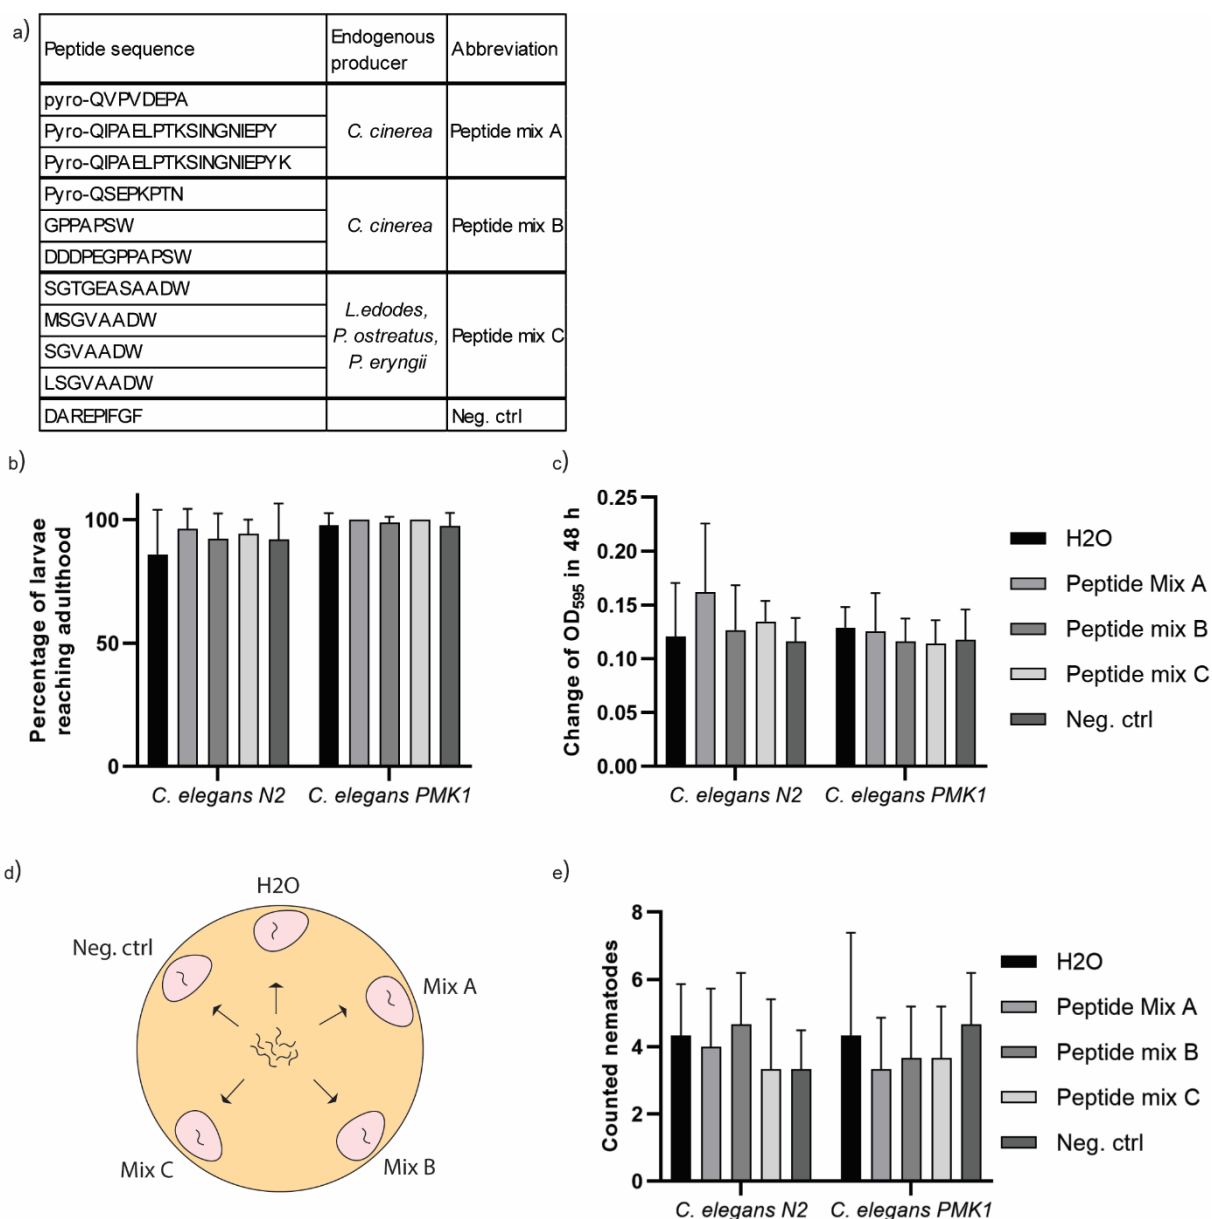 a)
Peptide sequence
Endogenous
producer
Abbreviation
pyro-QVPVDEPA
Pyro-QIPAELPTKSINGNIEPY
Pyro-QIPAELPTKSINGNIEPYK
C. cinerea
Peptide mix A
Pyro-QSEPKPTN
GPPAPSW
DDDPEGPPAPSW
C. cinerea
Peptide mix B
SGTGEASAADW
MSGVAADW
SGVAADW
LSGVAADW
L.edodes,
P. ostreatus,
P. eryngii
Peptide mix C
DAREPIFGF
Neg. ctrl
b)
Percentage of larvae
reaching adulthood
100
50
0
C. elegans N2
C. elegans PMK1
c)
Change of OD595 in 48 h
0.25
0.20
0.15
0.10
0.05
0.00
C. elegans N2
C. elegans PMK1
H2O
Peptide Mix A
Peptide mix B
Peptide mix C
Neg. ctrl
d)
H2O
Neg. ctrl
Mix A
Mix C
Mix B
e)
Counted nematodes
8
6
4
2
0
C. elegans N2
C. elegans PMK1
H2O
Peptide Mix A
Peptide mix B
Peptide mix C
Neg. ctrl